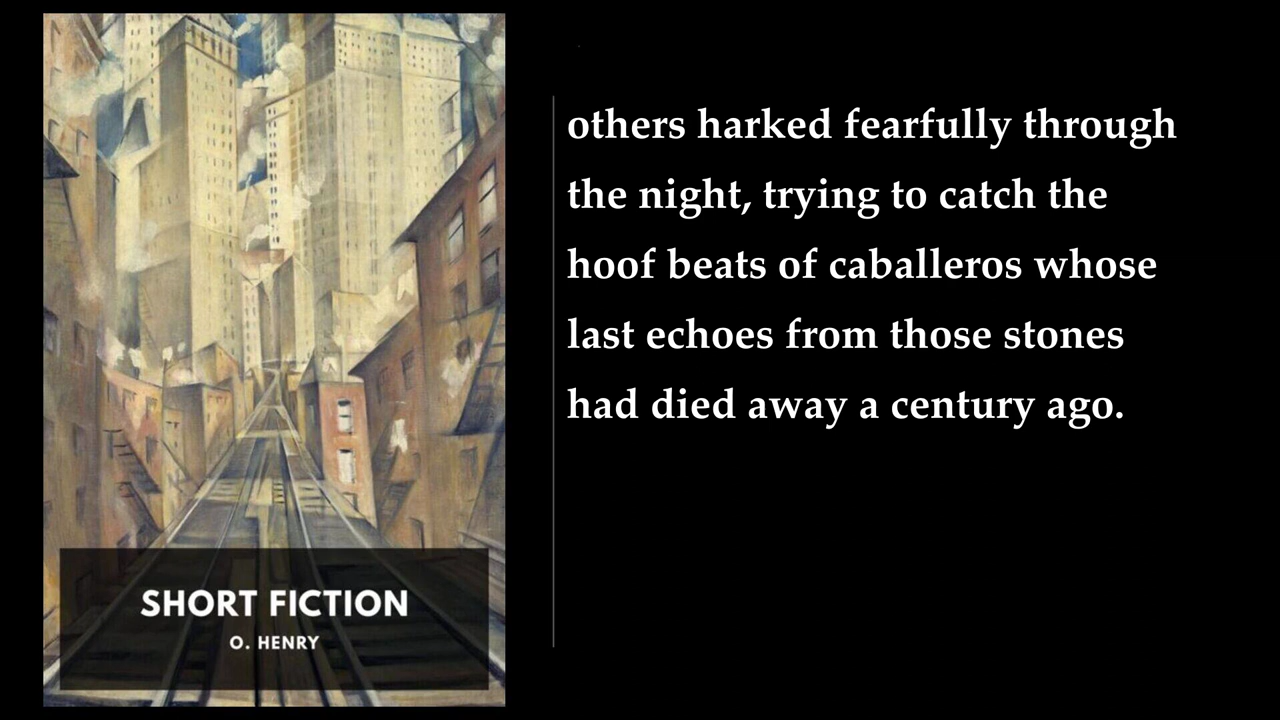 others harked fearfully through
the night, trying to catch the
hoof beats of caballeros whose
last echoes from those stones
had died away a century ago.
SHORT FICTION
O. HENRY